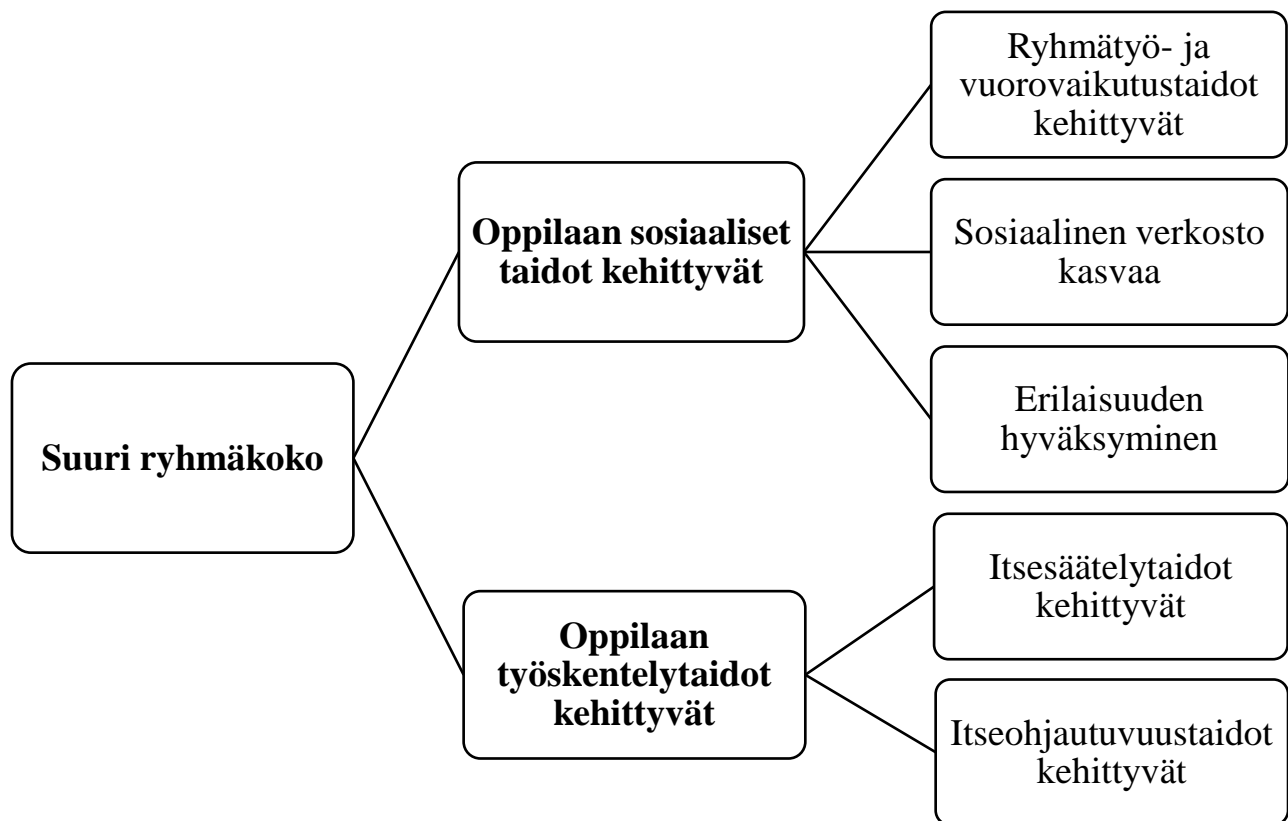 Suuri ryhmäkoko
Oppilaan sosiaaliset
taidot kehittyvät
Ryhmätyö- ja
vuorovaikutustaidot
kehittyvät
Sosiaalinen verkosto
kasvaa
Erilaisuuden
hyväksyminen
Oppilaan
työskentelytaidot
kehittyvät
Itsesäätelytaidot
kehittyvät
Itseohjautuvuustaidot
kehittyvät